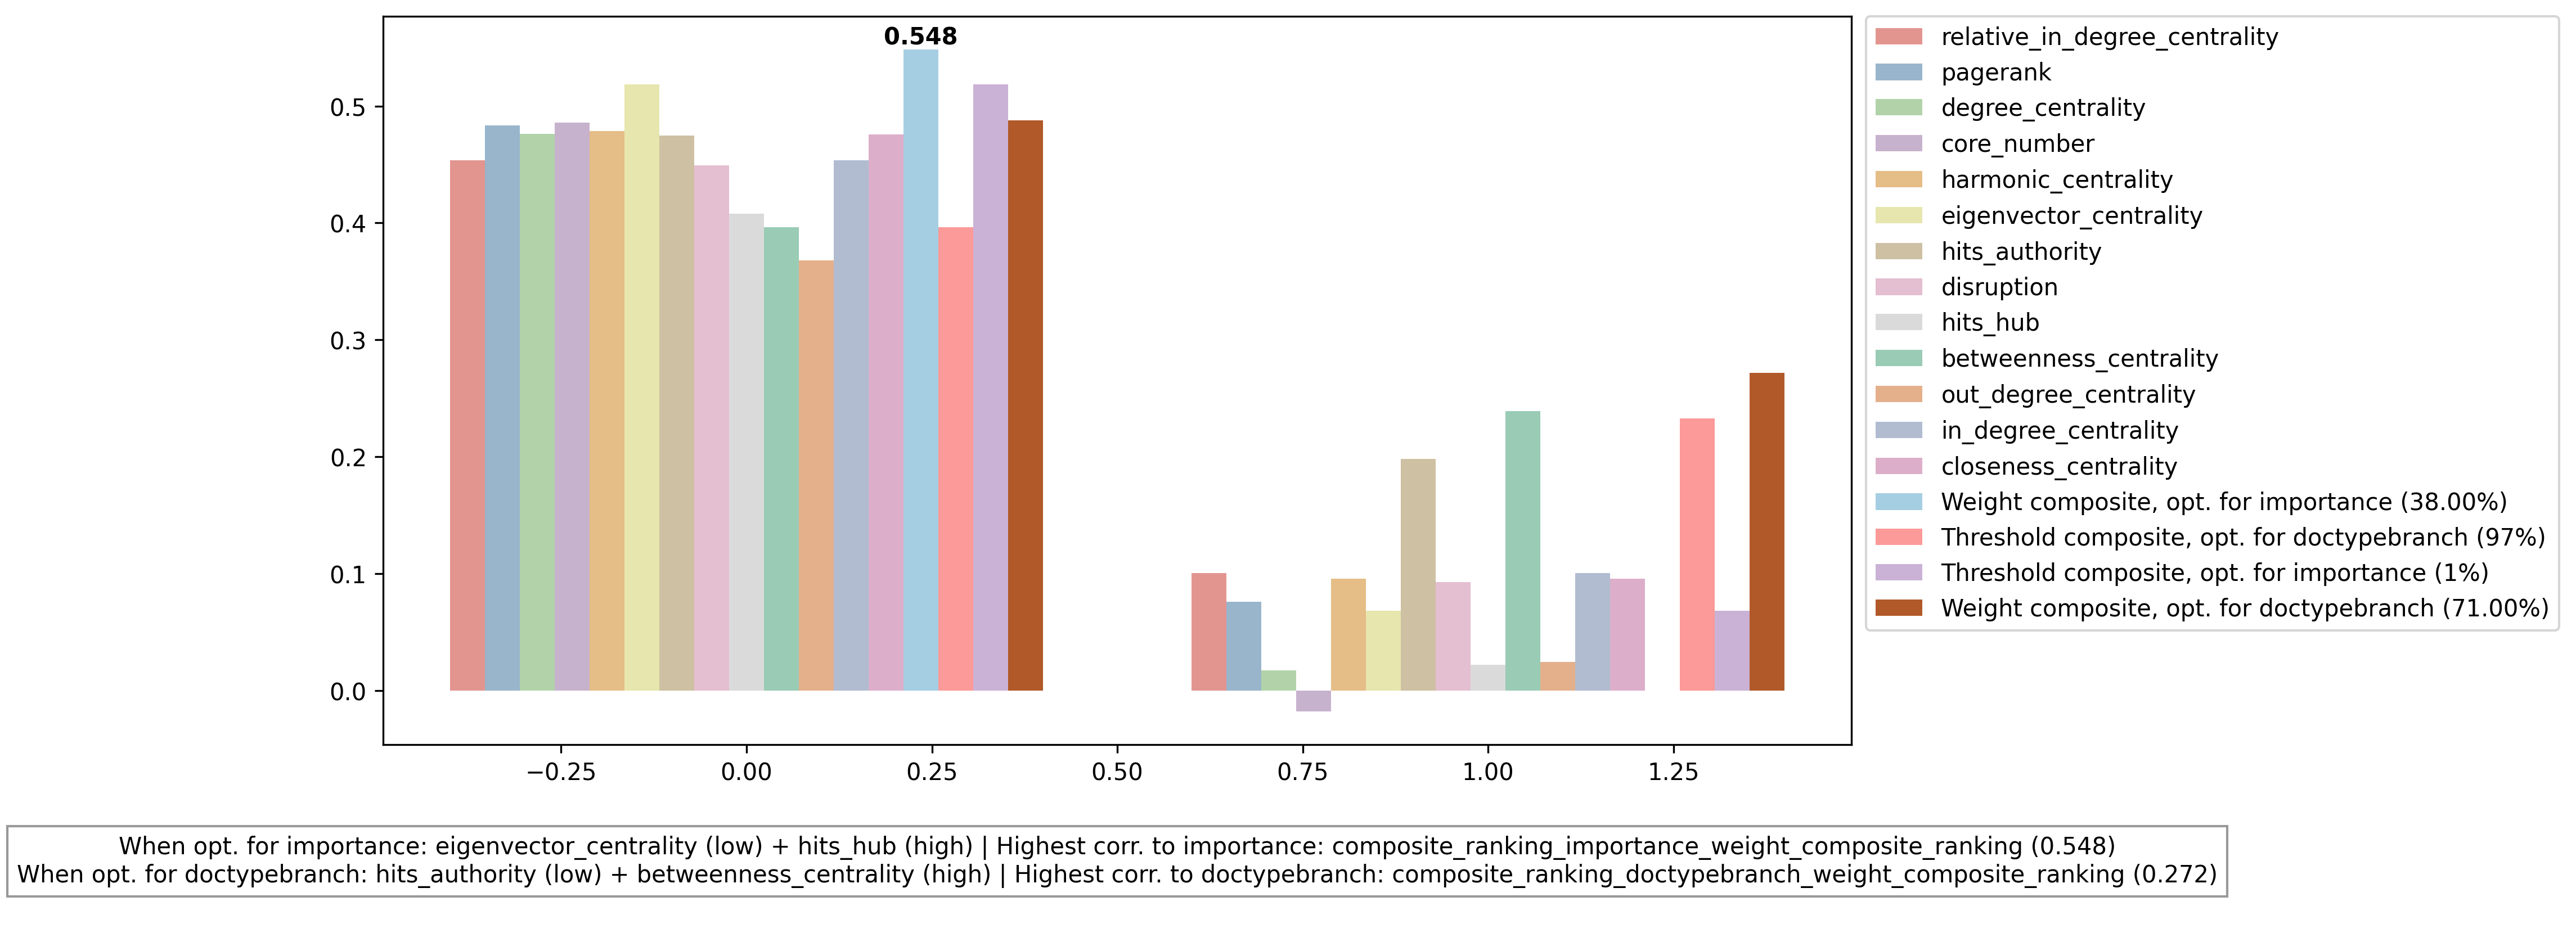 0.548
0.5
0.4
0.3
0.2
0.1
0.0
−0.25 0.00 0.25 0.50 0.75 1.00 1.25
relative_in_degree_centrality
pagerank
degree_centrality
core_number
harmonic_centrality
eigenvector_centrality
hits_authority
disruption
hits_hub
betweenness_centrality
out_degree_centrality
in_degree_centrality
closeness_centrality
Weight composite, opt. for importance (38.00%)
Threshold composite, opt. for doctypebranch (97%)
Threshold composite, opt. for importance (1%)
Weight composite, opt. for doctypebranch (71.00%)
When opt. for importance: eigenvector_centrality (low) + hits_hub (high) | Highest corr. to importance: composite_ranking_importance_weight_composite_ranking (0.548)
When opt. for doctypebranch: hits_authority (low) + betweenness_centrality (high) | Highest corr. to doctypebranch: composite_ranking_doctypebranch_weight_composite_ranking (0.272)